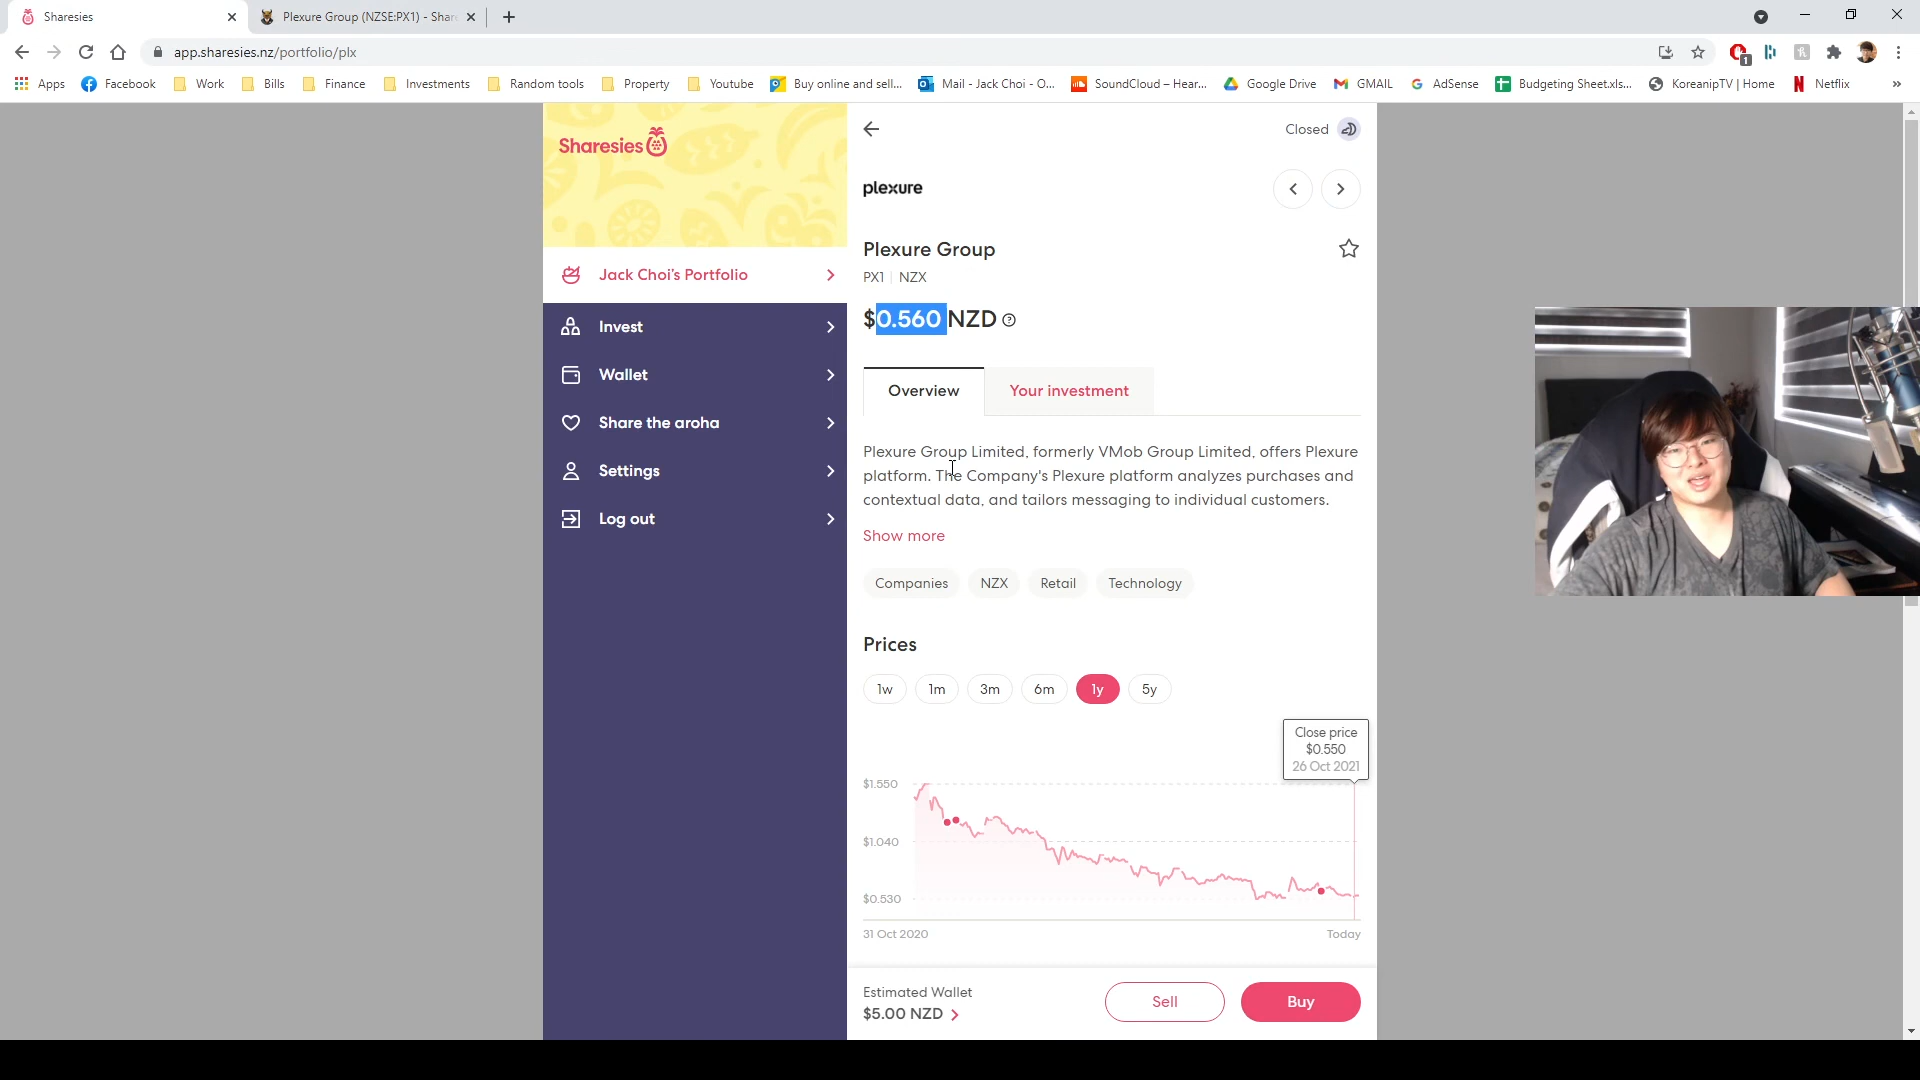 Sharesies
Plexure Group (NZSE:PX1) - Shar
app.sharesies.nz/portfolio/plx
1
Apps Facebook Work Bills Finance Investments Random tools Property Youtube Buy online and sell... Mail - Jack Choi - O... SoundCloud – Hear... Google Drive GMAIL AdSense Budgeting Sheet.xls... KoreanipTV | Home Netflix »
Sharesies
Jack Choi's Portfolio
Invest
Wallet
Share the aroha
Settings
Log out
Closed
plexure
Plexure Group
PX1 | NZX
$0.560 NZD
Overview Your investment
Plexure Group Limited, formerly VMob Group Limited, offers Plexure
platform. The Company's Plexure platform analyzes purchases and
contextual data, and tailors messaging to individual customers.
Show more
Companies NZX Retail Technology
Prices
1w 1m 3m 6m 1y 5y
Close price
$0.550
26 Oct 2021
$1.550
$1.040
$0.530
31 Oct 2020 Today
Estimated Wallet
$5.00 NZD
Sell Buy